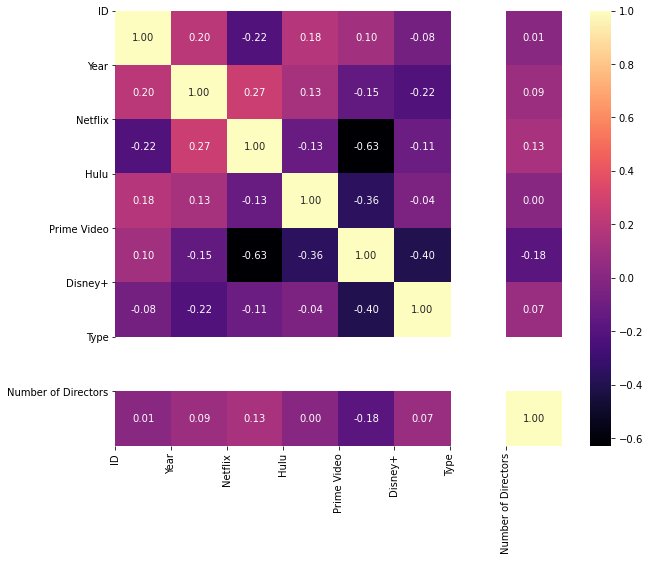 ID 1.00 0.20 -0.22 0.18 0.10 -0.08 0.01
Year 0.20 1.00 0.27 0.13 -0.15 -0.22 0.09
Netflix -0.22 0.27 1.00 -0.13 -0.63 -0.11 0.13
Hulu 0.18 0.13 -0.13 1.00 -0.36 -0.04 0.00
Prime Video 0.10 -0.15 -0.63 -0.36 1.00 -0.40 -0.18
Disney+ -0.08 -0.22 -0.11 -0.04 -0.40 1.00 0.07
Type
Number of Directors 0.01 0.09 0.13 0.00 -0.18 0.07 1.00
ID
Year
Netflix
Hulu
Prime Video
Disney+
Type
Number of Directors
1.0
0.8
0.6
0.4
0.2
0.0
−0.2
−0.4
−0.6